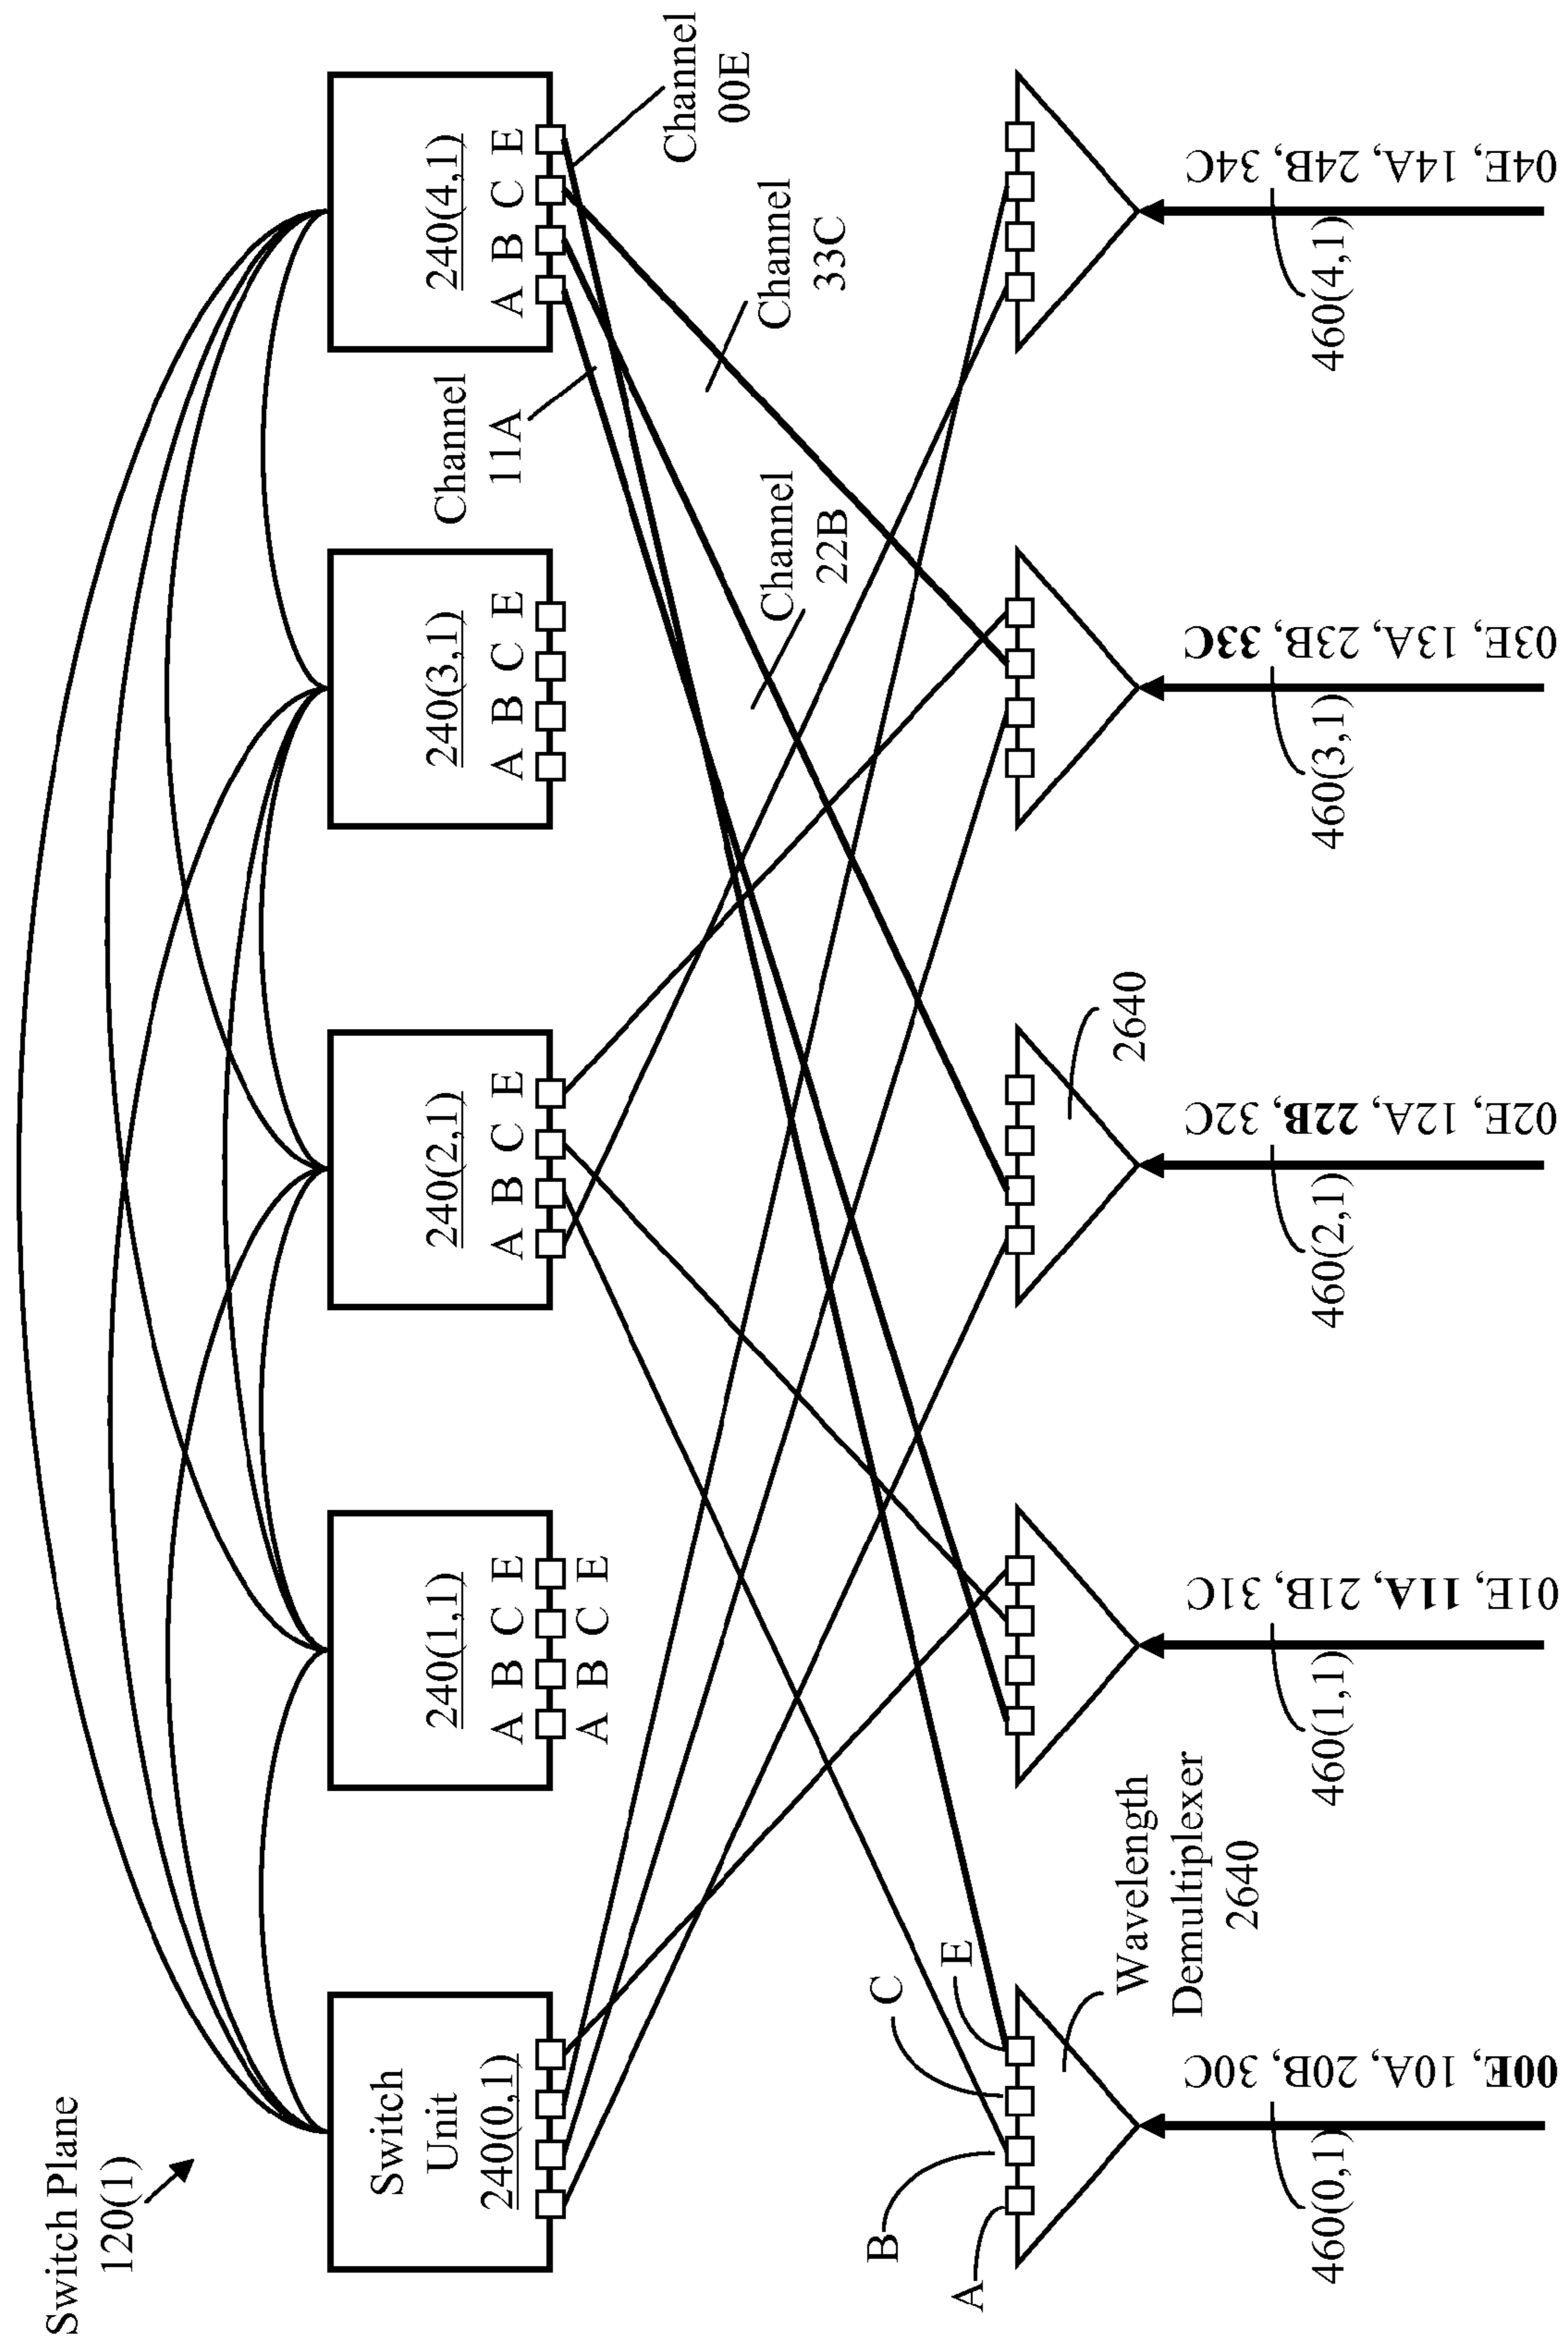 Switch Plane
120(1)
Switch
Unit
240(0,1)
240(1,1)
A B C E
A B C E
240(2,1)
A B C E
240(3,1)
A B C E
240(4,1)
A B C E
Channel
11A
Channel
00E
Channel
33C
Channel
22B
A
B
C
E
Wavelength
Demultiplexer
2640
2640
460(0,1)
00E, 10A, 20B, 30C
460(1,1)
01E, 11A, 21B, 31C
460(2,1)
02E, 12A, 22B, 32C
460(3,1)
03E, 13A, 23B, 33C
460(4,1)
04E, 14A, 24B, 34C